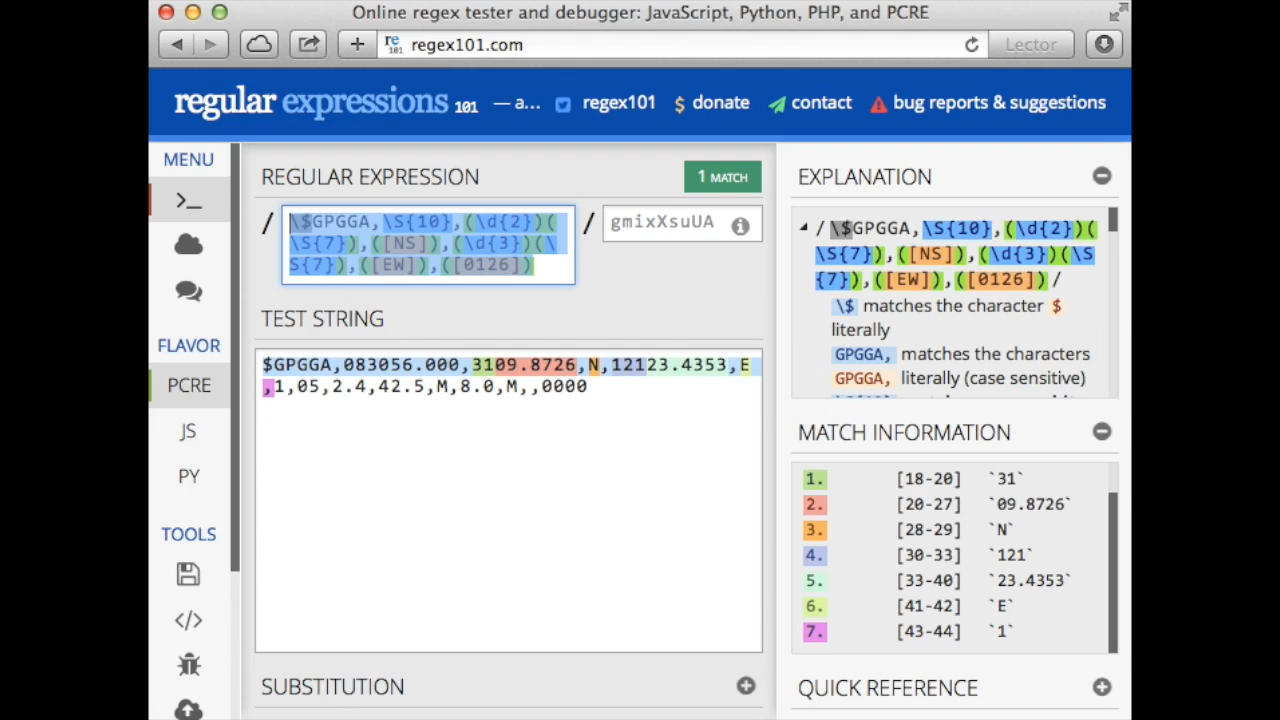 Online regex tester and debugger: JavaScript, Python, PHP, and PCRE
re 101 regex101.com Lector
regular expressions 101 — a... regex101 $ donate contact bug reports & suggestions
MENU
FLAVOR
PCRE
JS
PY
TOOLS
REGULAR EXPRESSION
1 MATCH
/ \$GPGGA,\S{10},(\d{2})(
\S{7}),([NS]),(\d{3})(\
S{7}),([EW]),([0126])
/ gmixXsuUA
TEST STRING
$GPGGA,083056.000,3109.8726,N,12123.4353,E
,1,05,2.4,42.5,M,8.0,M,,0000
SUBSTITUTION
EXPLANATION
/ \$GPGGA,\S{10},(\d{2})(
\S{7}),([NS]),(\d{3})(\S
{7}),([EW]),([0126]) /
\$ matches the character $
literally
GPGGA, matches the characters
GPGGA, literally (case sensitive)
MATCH INFORMATION
1. [18-20] `31`
2. [20-27] `09.8726`
3. [28-29] `N`
4. [30-33] `121`
5. [33-40] `23.4353`
6. [41-42] `E`
7. [43-44] `1`
QUICK REFERENCE